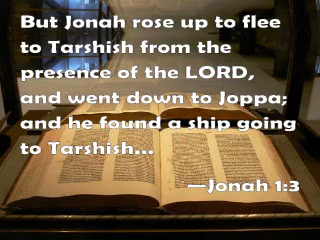 But Jonah rose up to flee
to Tarshish from the
presence of the LORD,
and went down to Joppa;
and he found a ship going
to Tarshish...
—Jonah 1:3